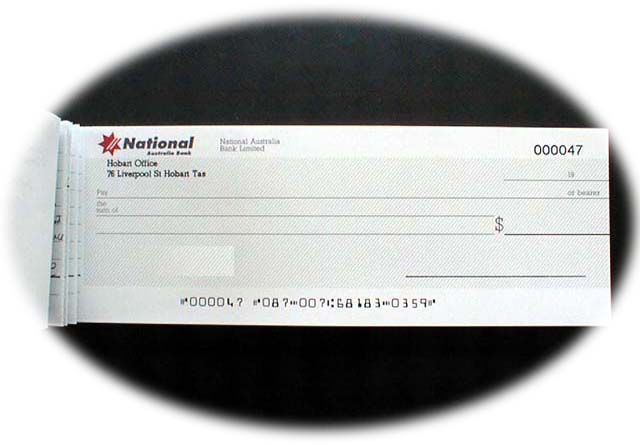 National
Australia Bank
National Australia
Bank Limited
000047
Hobart Office
76 Liverpool St Hobart Tas
19
Pay
or bearer
the
sum of
$
⑈000047 ⑈087⑉007⑆68183⑉0359⑈